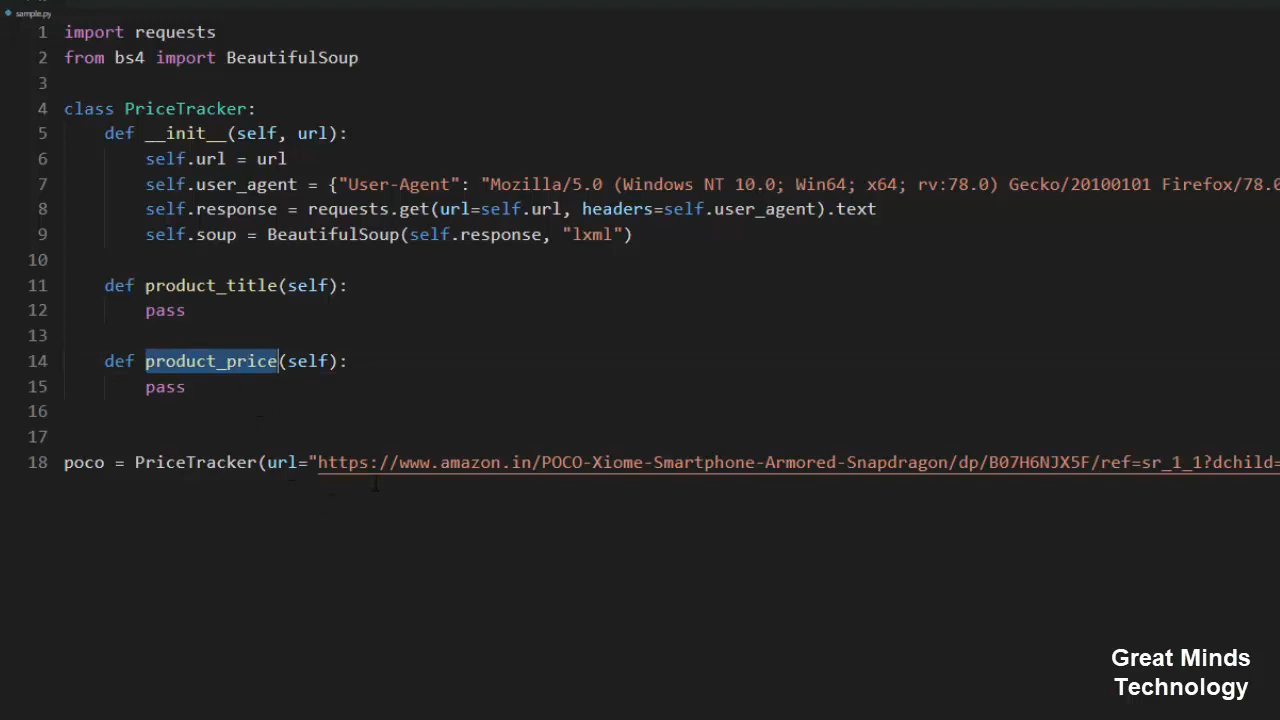 sample.py
1 import requests
2 from bs4 import BeautifulSoup
3
4 class PriceTracker:
5     def __init__(self, url):
6         self.url = url
7         self.user_agent = {"User-Agent": "Mozilla/5.0 (Windows NT 10.0; Win64; x64; rv:78.0) Gecko/20100101 Firefox/78.0
8         self.response = requests.get(url=self.url, headers=self.user_agent).text
9         self.soup = BeautifulSoup(self.response, "lxml")
10
11     def product_title(self):
12         pass
13
14     def product_price(self):
15         pass
16
17
18 poco = PriceTracker(url="https://www.amazon.in/POCO-Xiome-Smartphone-Armored-Snapdragon/dp/B07H6NJX5F/ref=sr_1_1?dchild=
Great Minds
Technology